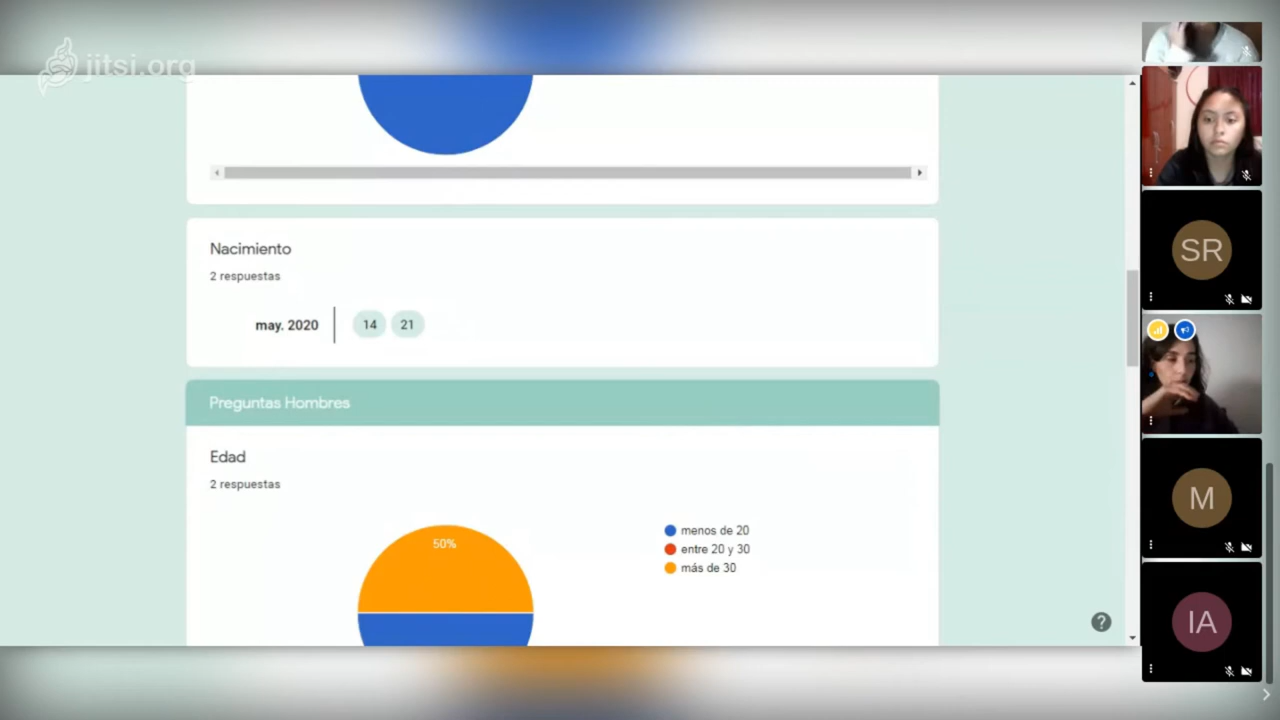 jitsi.org
Nacimiento
2 respuestas
may. 2020
14
21
Preguntas Hombres
Edad
2 respuestas
50%
menos de 20
entre 20 y 30
más de 30
?
SR
M
IA